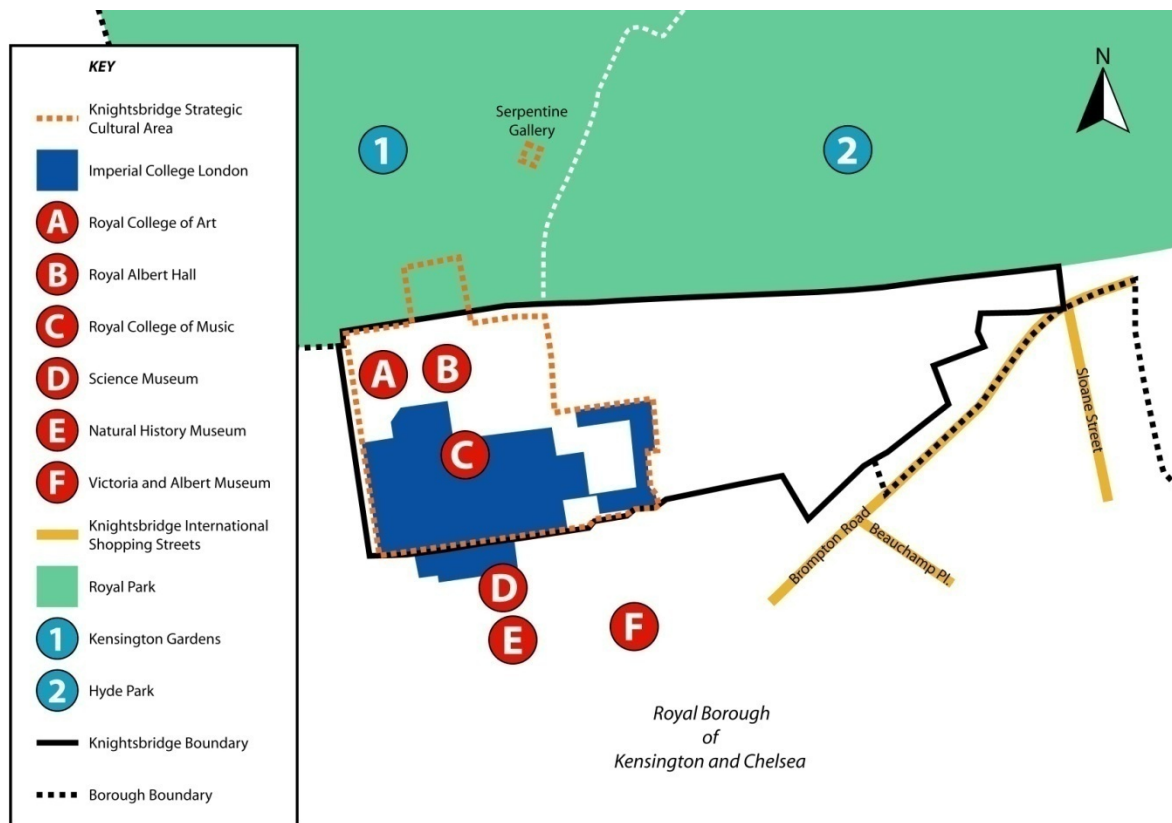 KEY
Knightsbridge Strategic
Cultural Area
Imperial College London
A Royal College of Art
B Royal Albert Hall
C Royal College of Music
D Science Museum
E Natural History Museum
F Victoria and Albert Museum
Knightsbridge International
Shopping Streets
Royal Park
1 Kensington Gardens
2 Hyde Park
Knightsbridge Boundary
Borough Boundary
N
Serpentine
Gallery
1
2
A
B
C
D
E
F
Sloane Street
Brompton Road
Beauchamp Pl.
Royal Borough
of
Kensington and Chelsea